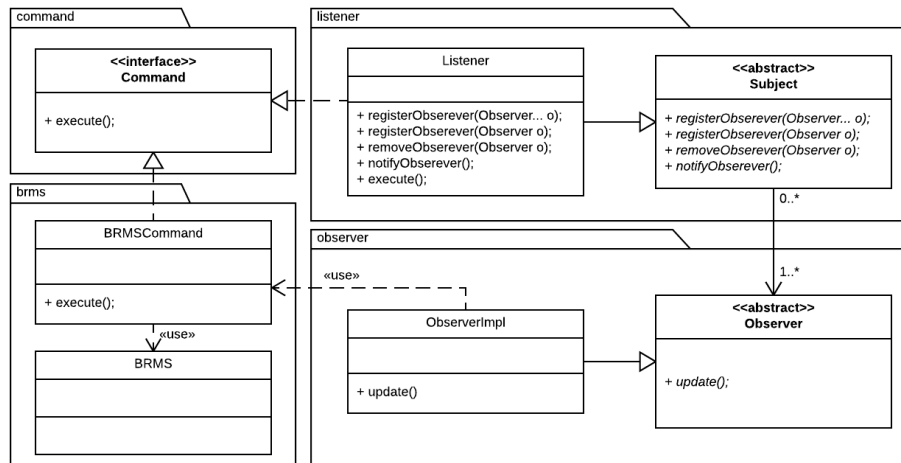 command
<<interface>>
Command
+ execute();
listener
Listener
+ registerObserever(Observer... o);
+ registerObserever(Observer o);
+ removeObserever(Observer o);
+ notifyObserever();
+ execute();
<<abstract>>
Subject
+ registerObserever(Observer... o);
+ registerObserever(Observer o);
+ removeObserever(Observer o);
+ notifyObserever();
0..*
1..*
brms
BRMSCommand
+ execute();
«use»
BRMS
observer
«use»
ObserverImpl
+ update()
<<abstract>>
Observer
+ update();